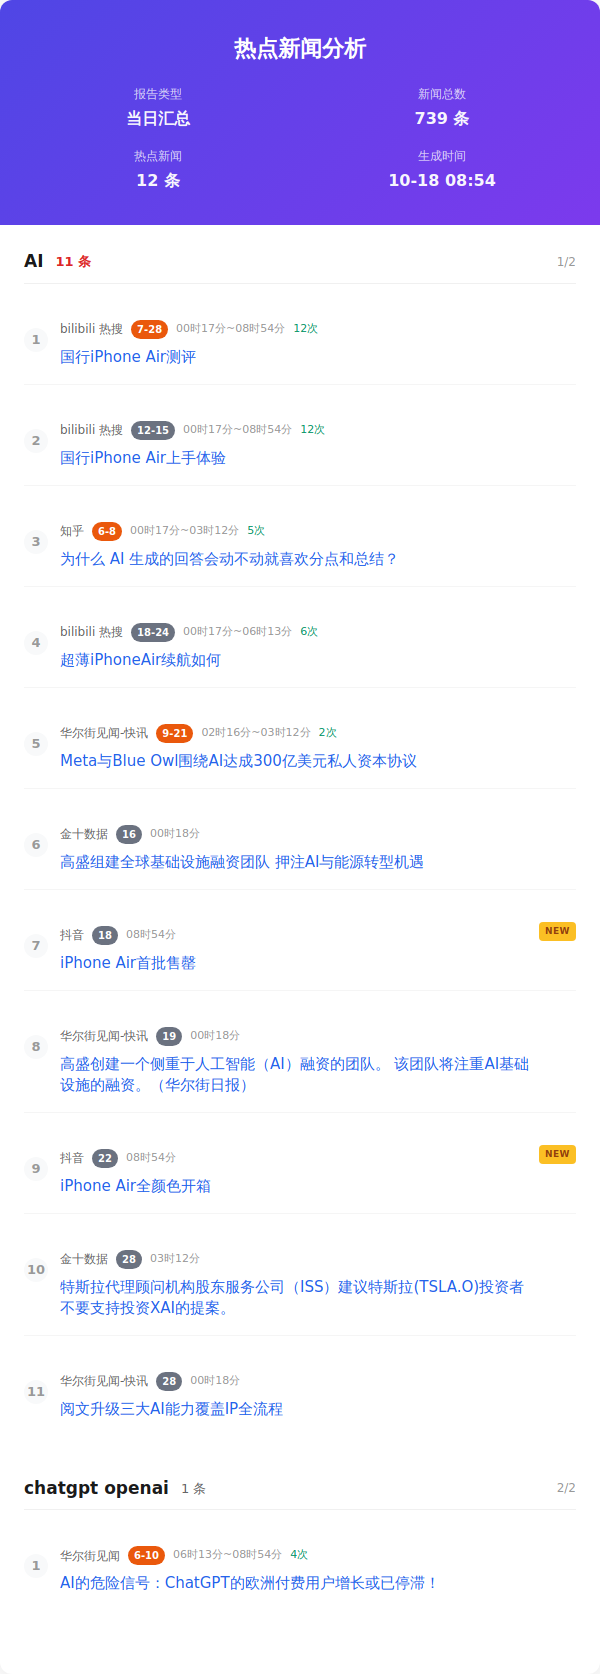 热点新闻分析
报告类型
当日汇总
新闻总数
739 条
热点新闻
12 条
生成时间
10-18 08:54
AI 11 条 1/2
1
bilibili 热搜 7-28 00时17分~08时54分 12次
国行iPhone Air测评
2
bilibili 热搜 12-15 00时17分~08时54分 12次
国行iPhone Air上手体验
3
知乎 6-8 00时17分~03时12分 5次
为什么 AI 生成的回答会动不动就喜欢分点和总结？
4
bilibili 热搜 18-24 00时17分~06时13分 6次
超薄iPhoneAir续航如何
5
华尔街见闻-快讯 9-21 02时16分~03时12分 2次
Meta与Blue Owl围绕AI达成300亿美元私人资本协议
6
金十数据 16 00时18分
高盛组建全球基础设施融资团队 押注AI与能源转型机遇
7
抖音 18 08时54分 NEW
iPhone Air首批售罄
8
华尔街见闻-快讯 19 00时18分
高盛创建一个侧重于人工智能（AI）融资的团队。 该团队将注重AI基础
设施的融资。（华尔街日报）
9
抖音 22 08时54分 NEW
iPhone Air全颜色开箱
10
金十数据 28 03时12分
特斯拉代理顾问机构股东服务公司（ISS）建议特斯拉(TSLA.O)投资者
不要支持投资XAI的提案。
11
华尔街见闻-快讯 28 00时18分
阅文升级三大AI能力覆盖IP全流程
chatgpt openai 1 条 2/2
1
华尔街见闻 6-10 06时13分~08时54分 4次
AI的危险信号：ChatGPT的欧洲付费用户增长或已停滞！